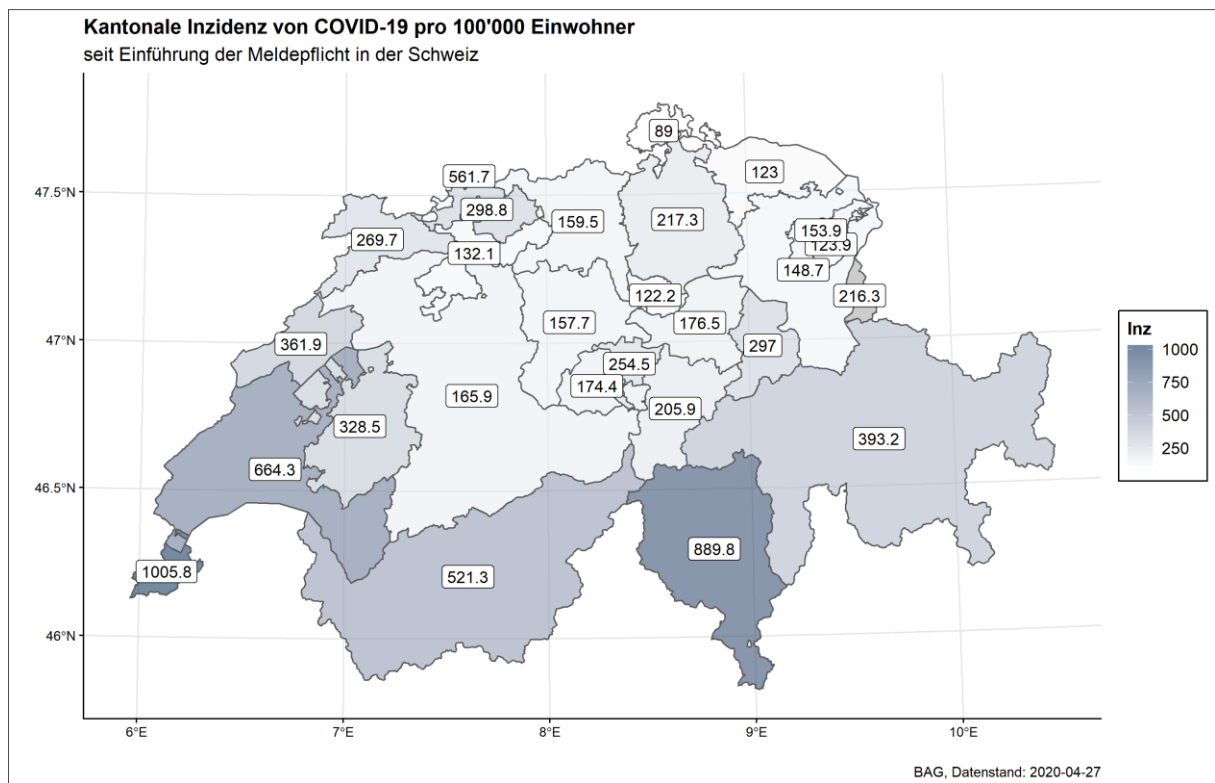 Kantonale Inzidenz von COVID-19 pro 100'000 Einwohner
seit Einführung der Meldepflicht in der Schweiz
89
47.5°N
561.7
123
298.8
159.5
217.3
269.7
153.9
132.1
123.9
148.7
122.2
216.3
157.7
176.5
47°N
361.9
297
254.5
174.4
165.9
205.9
328.5
393.2
664.3
46.5°N
889.8
1005.8
521.3
46°N
Inz
1000
750
500
250
6°E
7°E
8°E
9°E
10°E
BAG, Datenstand: 2020-04-27